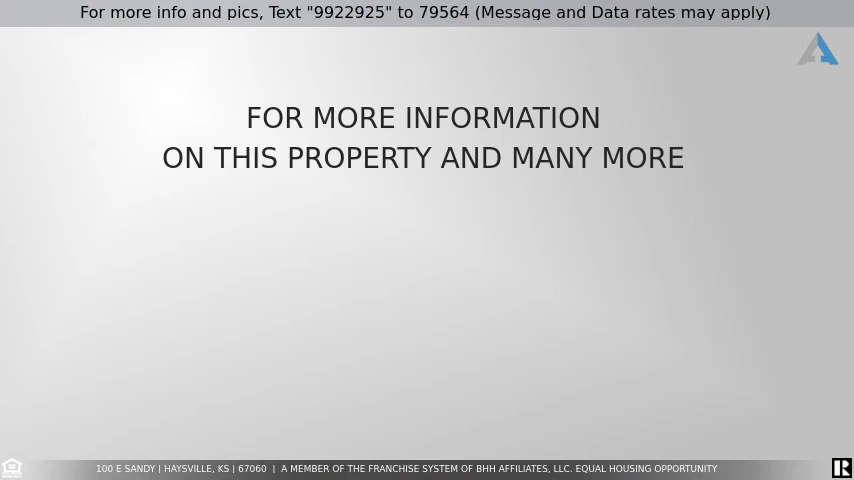 For more info and pics, Text "9922925" to 79564 (Message and Data rates may apply)
FOR MORE INFORMATION
ON THIS PROPERTY AND MANY MORE
100 E SANDY | HAYSVILLE, KS | 67060 | A MEMBER OF THE FRANCHISE SYSTEM OF BHH AFFILIATES, LLC. EQUAL HOUSING OPPORTUNITY